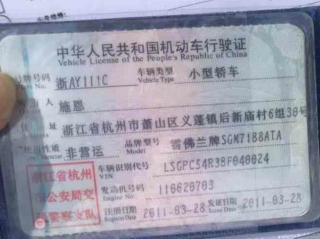 中华人民共和国机动车行驶证
Vehicle License of the People's Republic of China
号牌号码 浙AY111C 车辆类型 小型轿车
Vehicle Type
所有人 施恩
住址 浙江省杭州市萧山区义蓬镇后新庙村6组38号
使用性质 非营运 品牌型号 雪佛兰牌SGM7188ATA
浙江省杭州
市公安局交
通警察支队
车辆识别代号 LSGPC54R38F040024
发动机号码 110620703
注册日期 2011-03-28 发证日期 2011-03-28